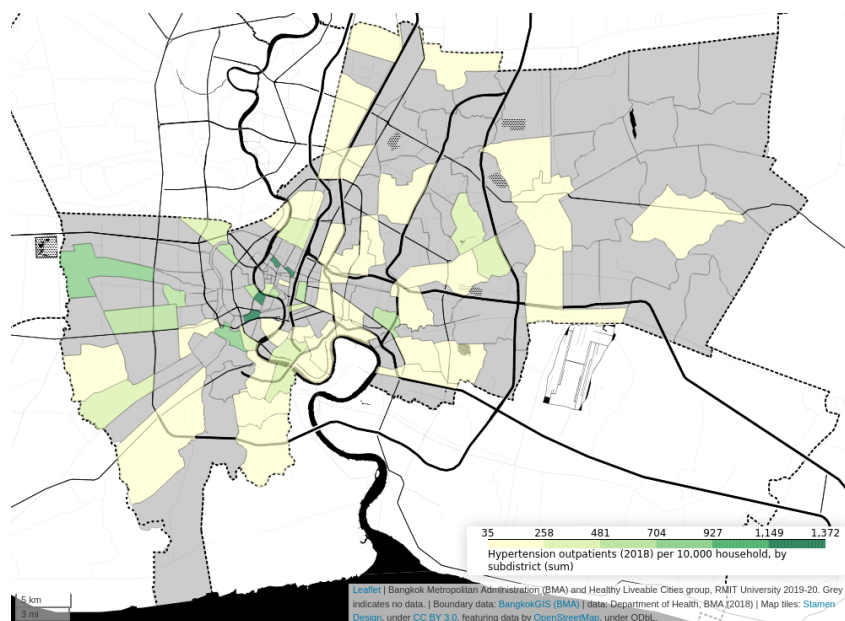 35 258 481 704 927 1,149 1,372
Hypertension outpatients (2018) per 10,000 household, by
subdistrict (sum)
5 km
3 mi
Leaflet | Bangkok Metropolitan Administration (BMA) and Healthy Liveable Cities group, RMIT University 2019-20. Grey
indicates no data. | Boundary data: BangkokGIS (BMA) | data: Department of Health, BMA (2018) | Map tiles: Stamen
Design, under CC BY 3.0, featuring data by OpenStreetMap, under ODbL.